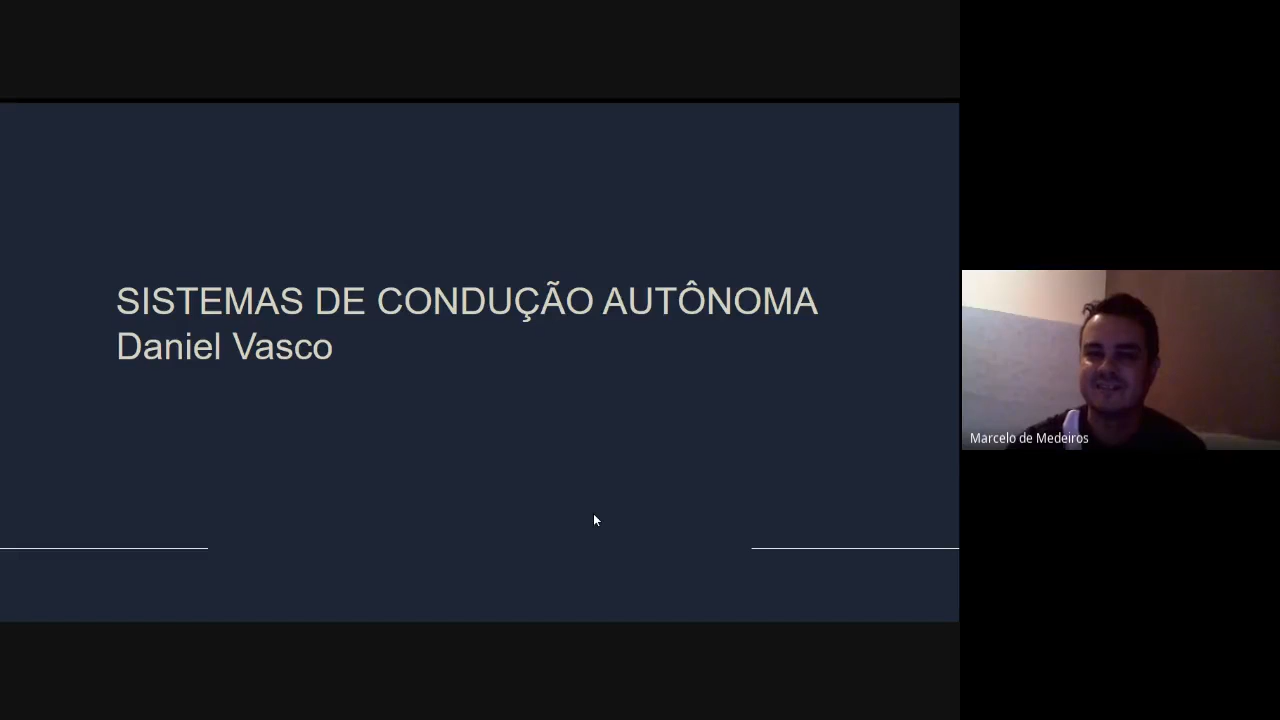 SISTEMAS DE CONDUÇÃO AUTÔNOMA
Daniel Vasco
Marcelo de Medeiros